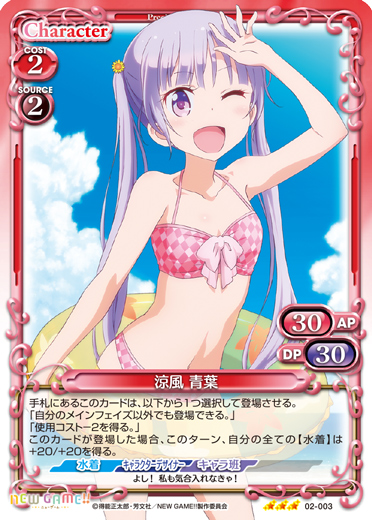 Character
COST
2
SOURCE
2
30 AP
DP 30
涼風 青葉
手札にあるこのカードは、以下から1つ選択して登場させる。
「自分のメインフェイズ以外でも登場できる。」
「使用コスト－2を得る。」
このカードが登場した場合、このターン、自分の全ての【水着】は
+20/+20を得る。
水着 キャラクターデザイナー キャラ班
よし! 私も気合入れなきゃ!
NEW GAME!!
©得能正太郎・芳文社/NEW GAME!!製作委員会
02-003